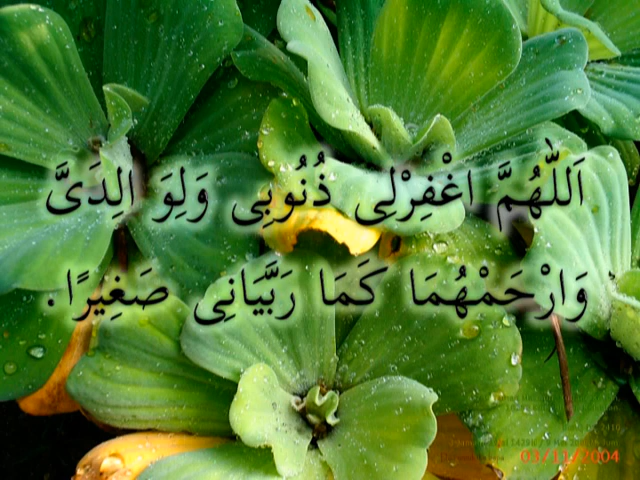 اَللّٰهُمَّ اغْفِرْلِى ذُنُوبِى وَلِوَ الِدَىَّ
وَارْحَمْهُمَا كَمَا رَبَّيَانِى صَغِيرًا.
03/11/2004